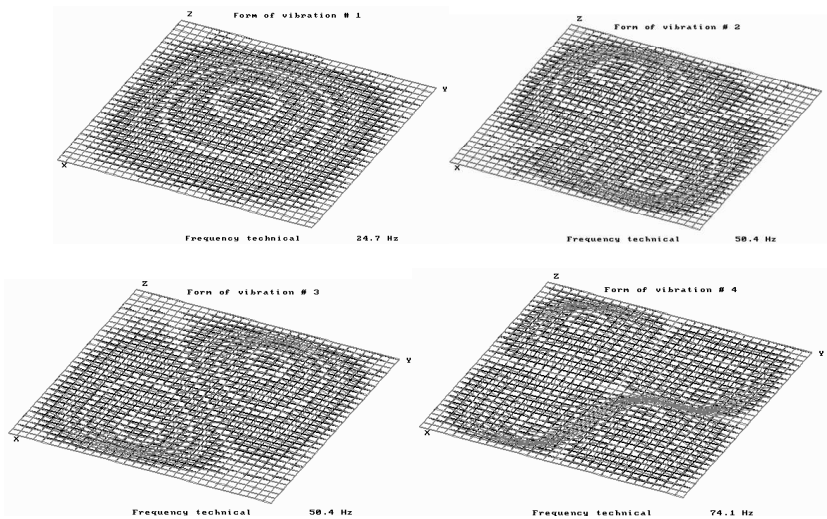 Z
Form of vibration # 1
Y
X
Frequency technical 24.7 Hz
Z
Form of vibration # 2
X
Frequency technical 50.4 Hz
Z
Form of vibration # 3
Y
X
Frequency technical 50.4 Hz
Z
Form of vibration # 4
Y
X
Frequency technical 74.1 Hz